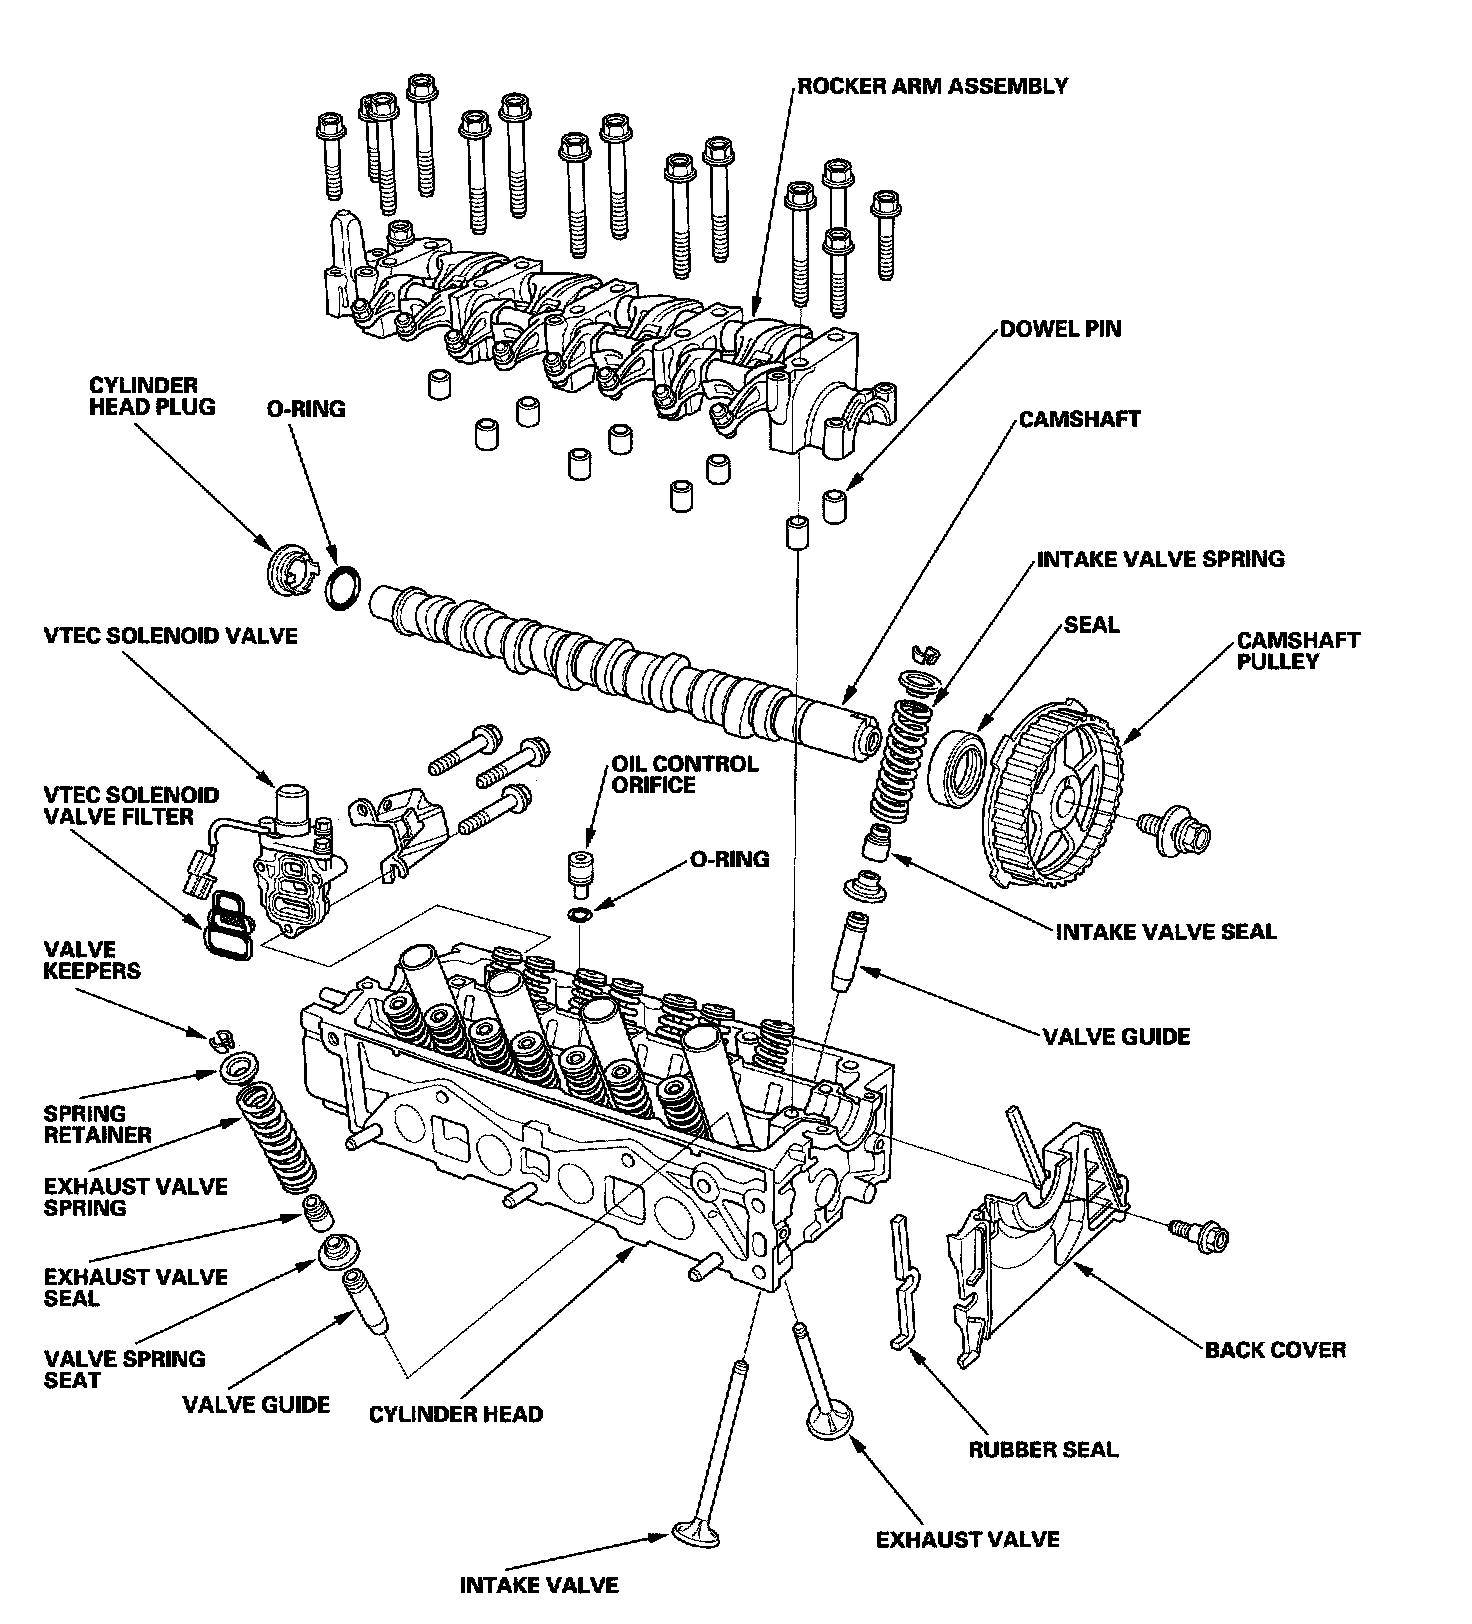 ROCKER ARM ASSEMBLY
DOWEL PIN
CYLINDER
HEAD PLUG
O-RING
CAMSHAFT
INTAKE VALVE SPRING
SEAL
CAMSHAFT
PULLEY
VTEC SOLENOID VALVE
OIL CONTROL
ORIFICE
VTEC SOLENOID
VALVE FILTER
O-RING
INTAKE VALVE SEAL
VALVE
KEEPERS
VALVE GUIDE
SPRING
RETAINER
EXHAUST VALVE
SPRING
EXHAUST VALVE
SEAL
VALVE SPRING
SEAT
VALVE GUIDE
CYLINDER HEAD
BACK COVER
RUBBER SEAL
EXHAUST VALVE
INTAKE VALVE